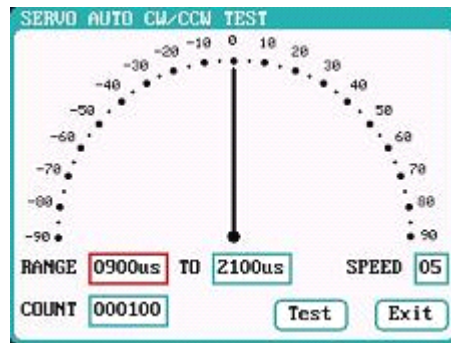 SERVO AUTO CW/CCW TEST
-10 0 10
-20 20
-30 30
-40 40
-50 50
-60 60
-70 70
-80 80
-90 90
RANGE 0900us TO 2100us SPEED 05
COUNT 000100 Test Exit